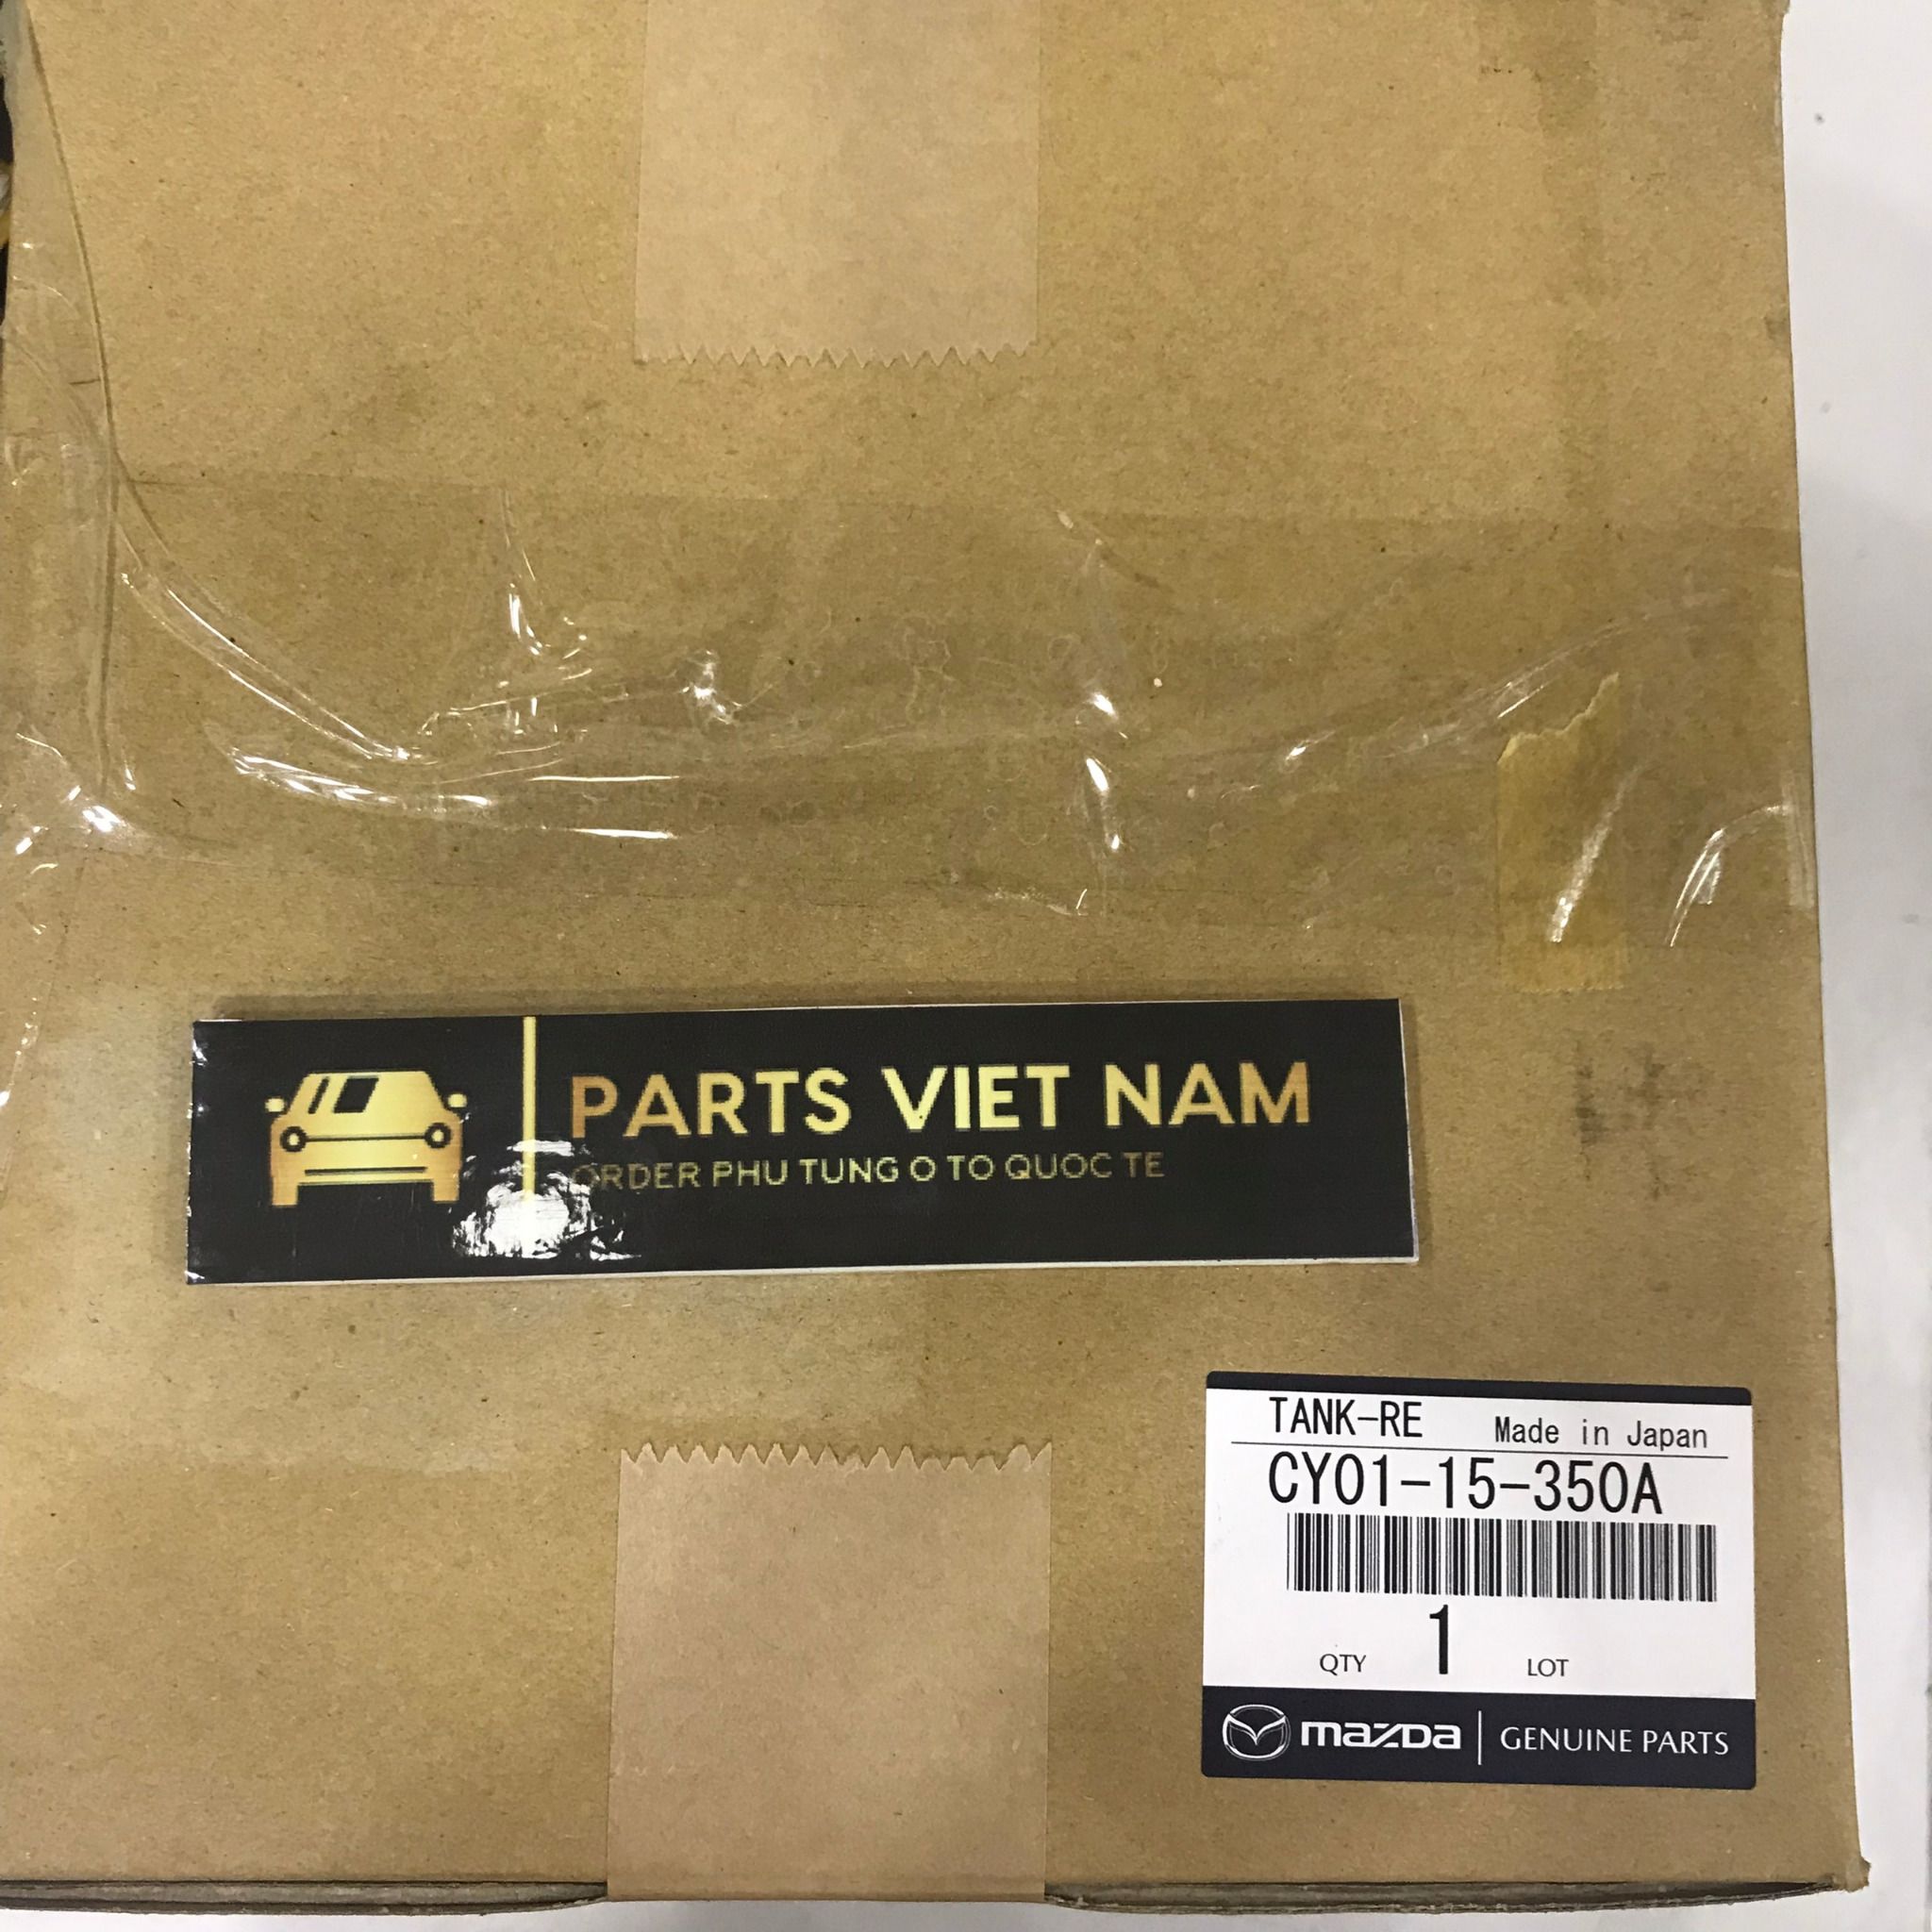 PARTS VIET NAM
ORDER PHU TUNG O TO QUOC TE
TANK-RE Made in Japan
CY01-15-350A
QTY 1 LOT
mazda GENUINE PARTS